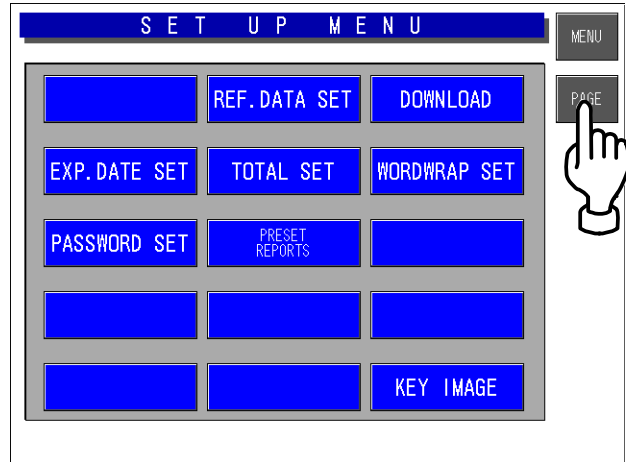 SET UP MENU
MENU
REF.DATA SET
DOWNLOAD
PAGE
EXP.DATE SET
TOTAL SET
WORDWRAP SET
PASSWORD SET
PRESET
REPORTS
KEY IMAGE